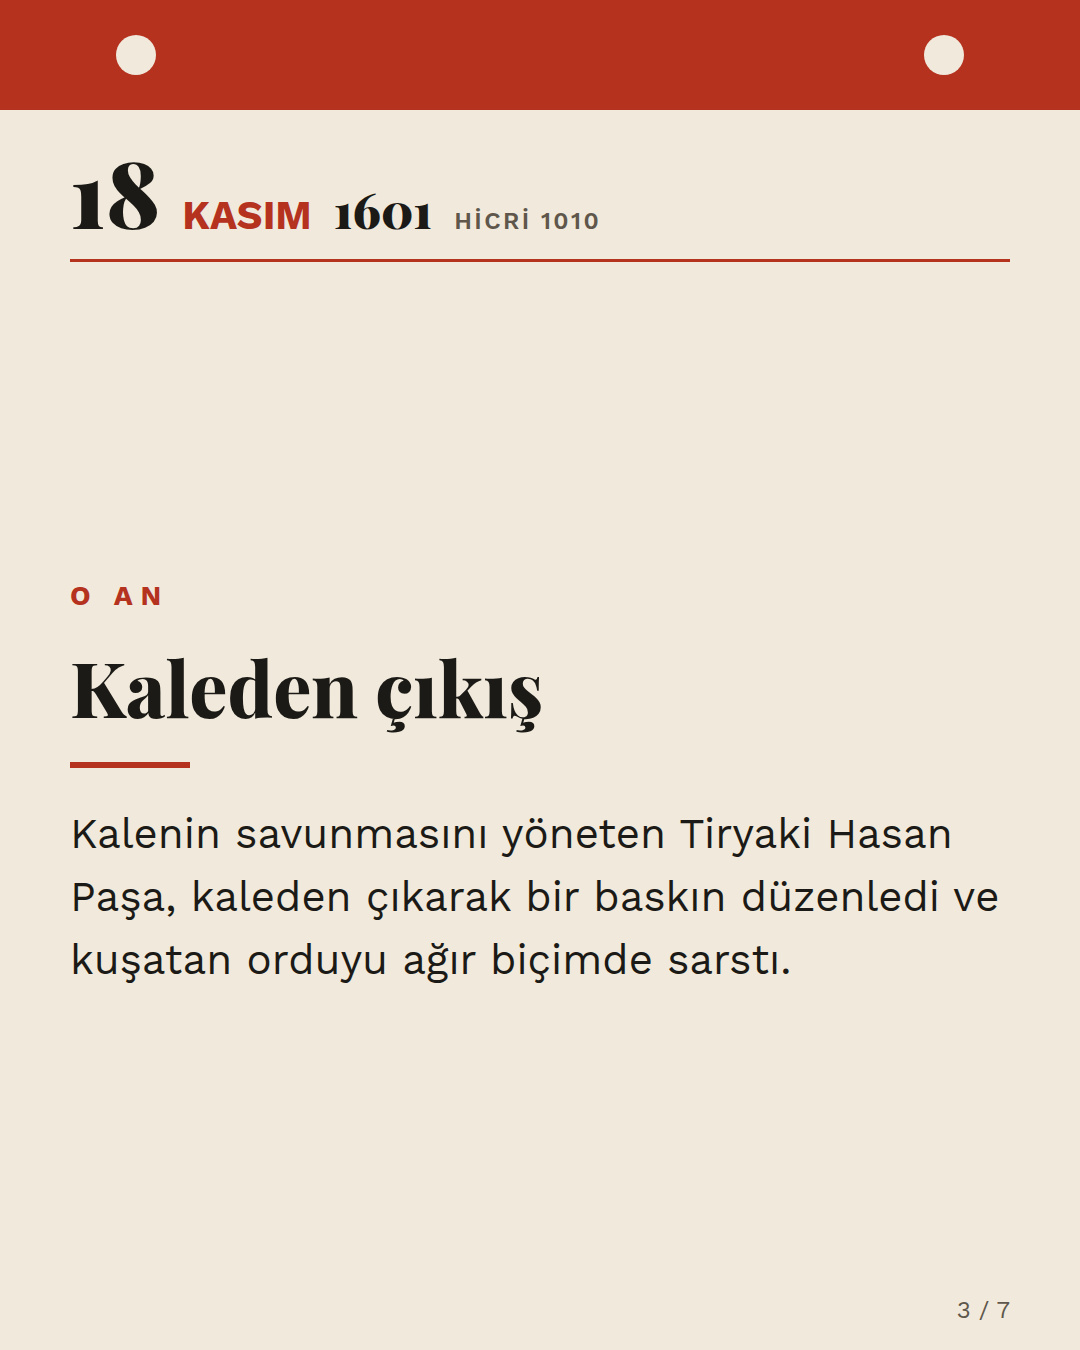 18 KASIM 1601 HİCRİ 1010
O AN
Kaleden çıkış
Kalenin savunmasını yöneten Tiryaki Hasan
Paşa, kaleden çıkarak bir baskın düzenledi ve
kuşatan orduyu ağır biçimde sarstı.
3 / 7